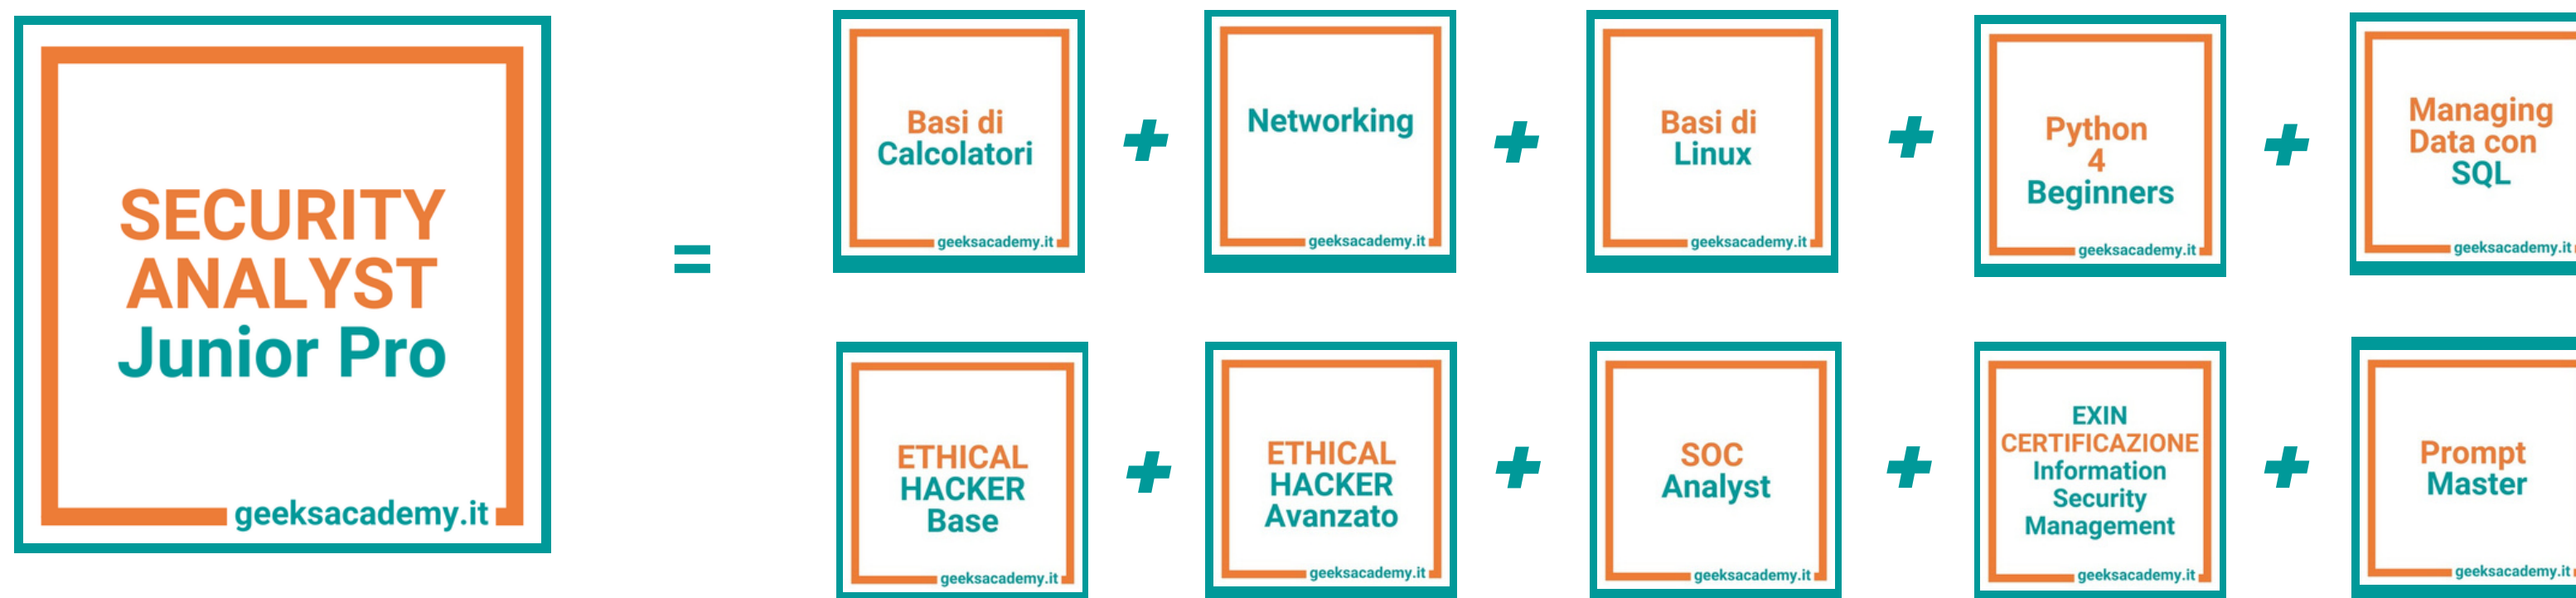 SECURITY
ANALYST
Junior Pro
geeksacademy.it
=
Basi di
Calcolatori
geeksacademy.it
+
Networking
geeksacademy.it
+
Basi di
Linux
geeksacademy.it
+
Python
4
Beginners
geeksacademy.it
+
Managing
Data con
SQL
geeksacademy.it
ETHICAL
HACKER
Base
geeksacademy.it
+
ETHICAL
HACKER
Avanzato
geeksacademy.it
+
SOC
Analyst
geeksacademy.it
+
EXIN
CERTIFICAZIONE
Information
Security
Management
geeksacademy.it
+
Prompt
Master
geeksacademy.it